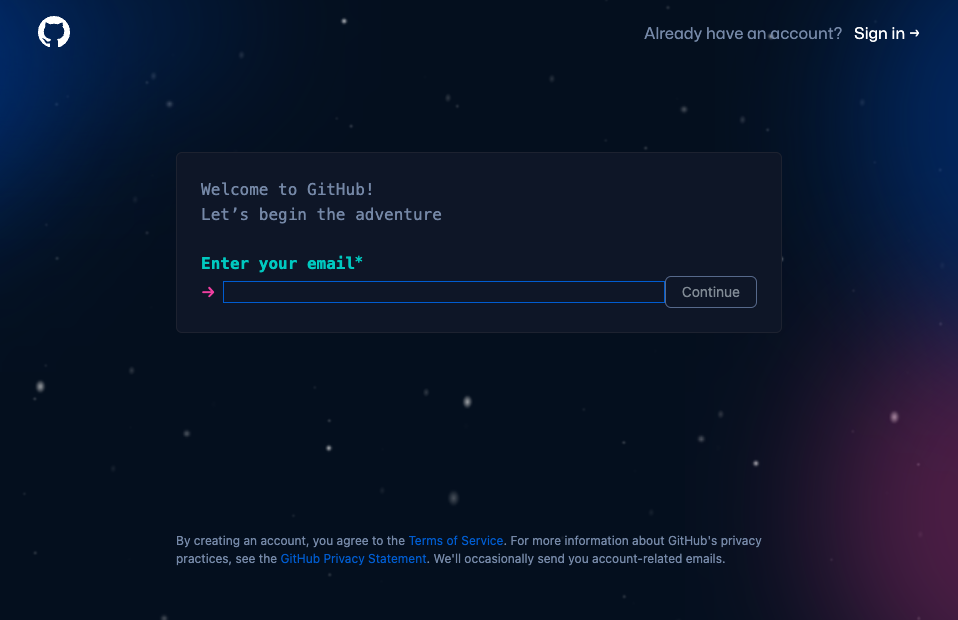 Already have an account? Sign in →
Welcome to GitHub!
Let’s begin the adventure
Enter your email*
→
Continue
By creating an account, you agree to the Terms of Service. For more information about GitHub's privacy
practices, see the GitHub Privacy Statement. We'll occasionally send you account-related emails.